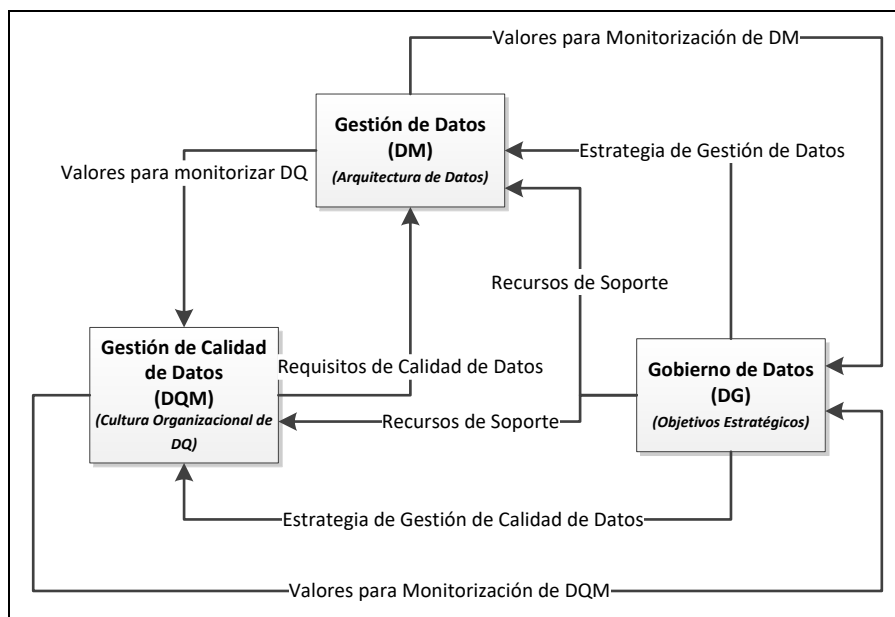 Valores para Monitorización de DM
Gestión de Datos
(DM)
(Arquitectura de Datos)
Estrategia de Gestión de Datos
Valores para monitorizar DQ
Recursos de Soporte
Gestión de Calidad
de Datos
(DQM)
(Cultura Organizacional de
DQ)
Requisitos de Calidad de Datos
Gobierno de Datos
(DG)
(Objetivos Estratégicos)
Recursos de Soporte
Estrategia de Gestión de Calidad de Datos
Valores para Monitorización de DQM